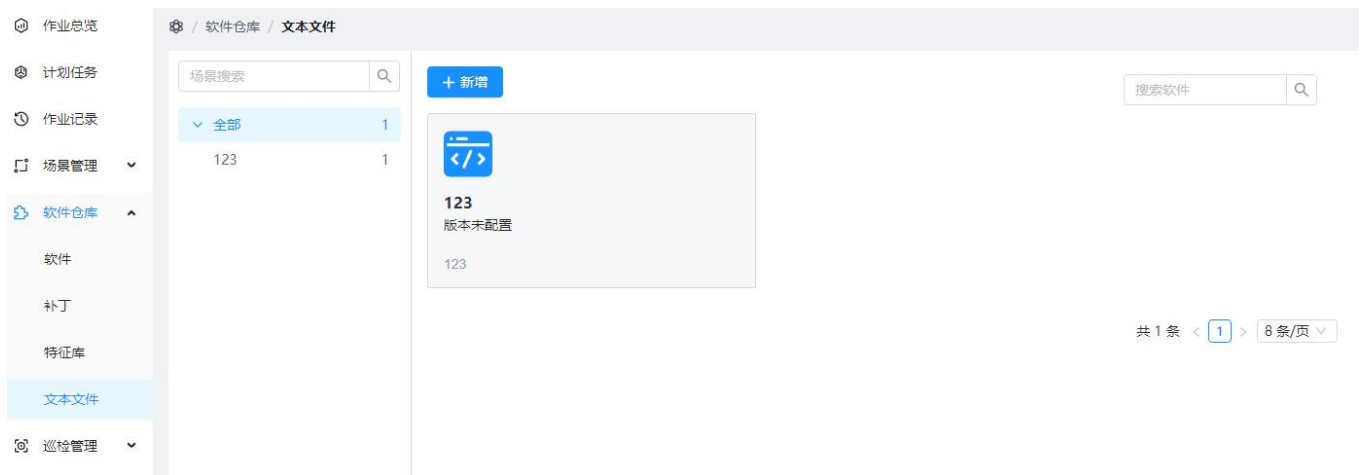 作业总览
计划任务
作业记录
场景管理
软件仓库
软件
补丁
特征库
文本文件
巡检管理
/ 软件仓库 / 文本文件
场景搜索
全部 1
123 1
+ 新增
搜索软件
</>
123
版本未配置
123
共 1 条 < 1 > 8 条/页